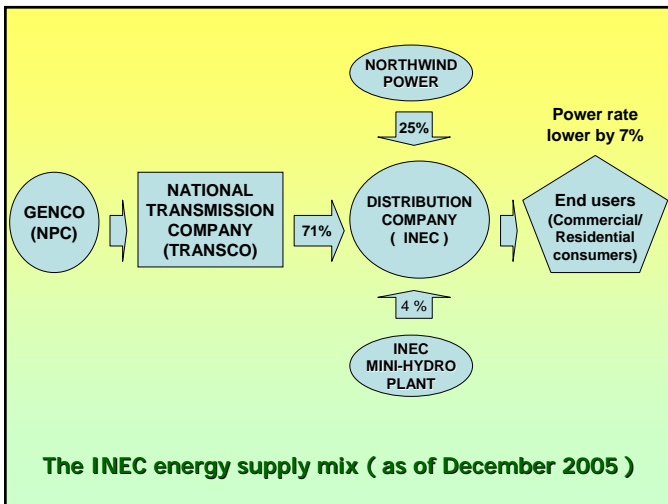 NORTHWIND
POWER
25%
Power rate
lower by 7%
GENCO
(NPC)
NATIONAL
TRANSMISSION
COMPANY
(TRANSCO)
71%
DISTRIBUTION
COMPANY
( INEC )
End users
(Commercial/
Residential
consumers)
4 %
INEC
MINI-HYDRO
PLANT
The INEC energy supply mix ( as of December 2005 )